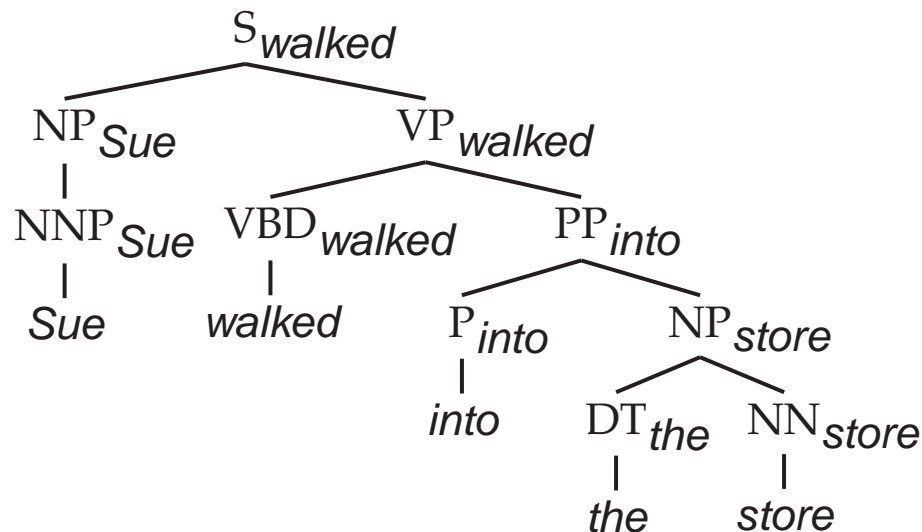 S walked
NP Sue VP walked
NNP Sue VBD walked PP into
Sue walked P into NP store
into DT the NN store
the store